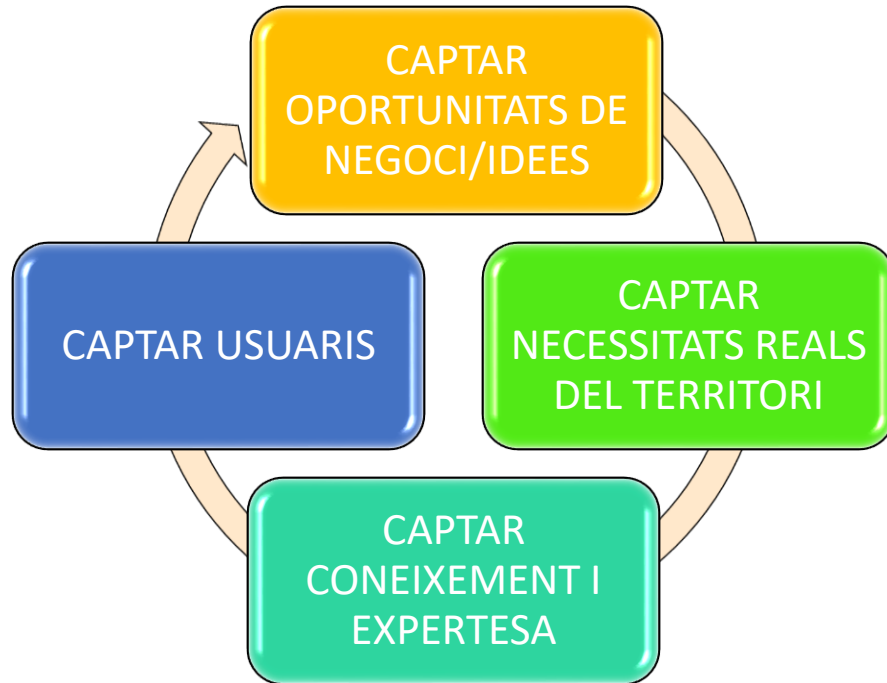 CAPTAR
OPORTUNITATS DE
NEGOCI/IDEES
CAPTAR USUARIS
CAPTAR
NECESSITATS REALS
DEL TERRITORI
CAPTAR
CONEIXEMENT I
EXPERTESA